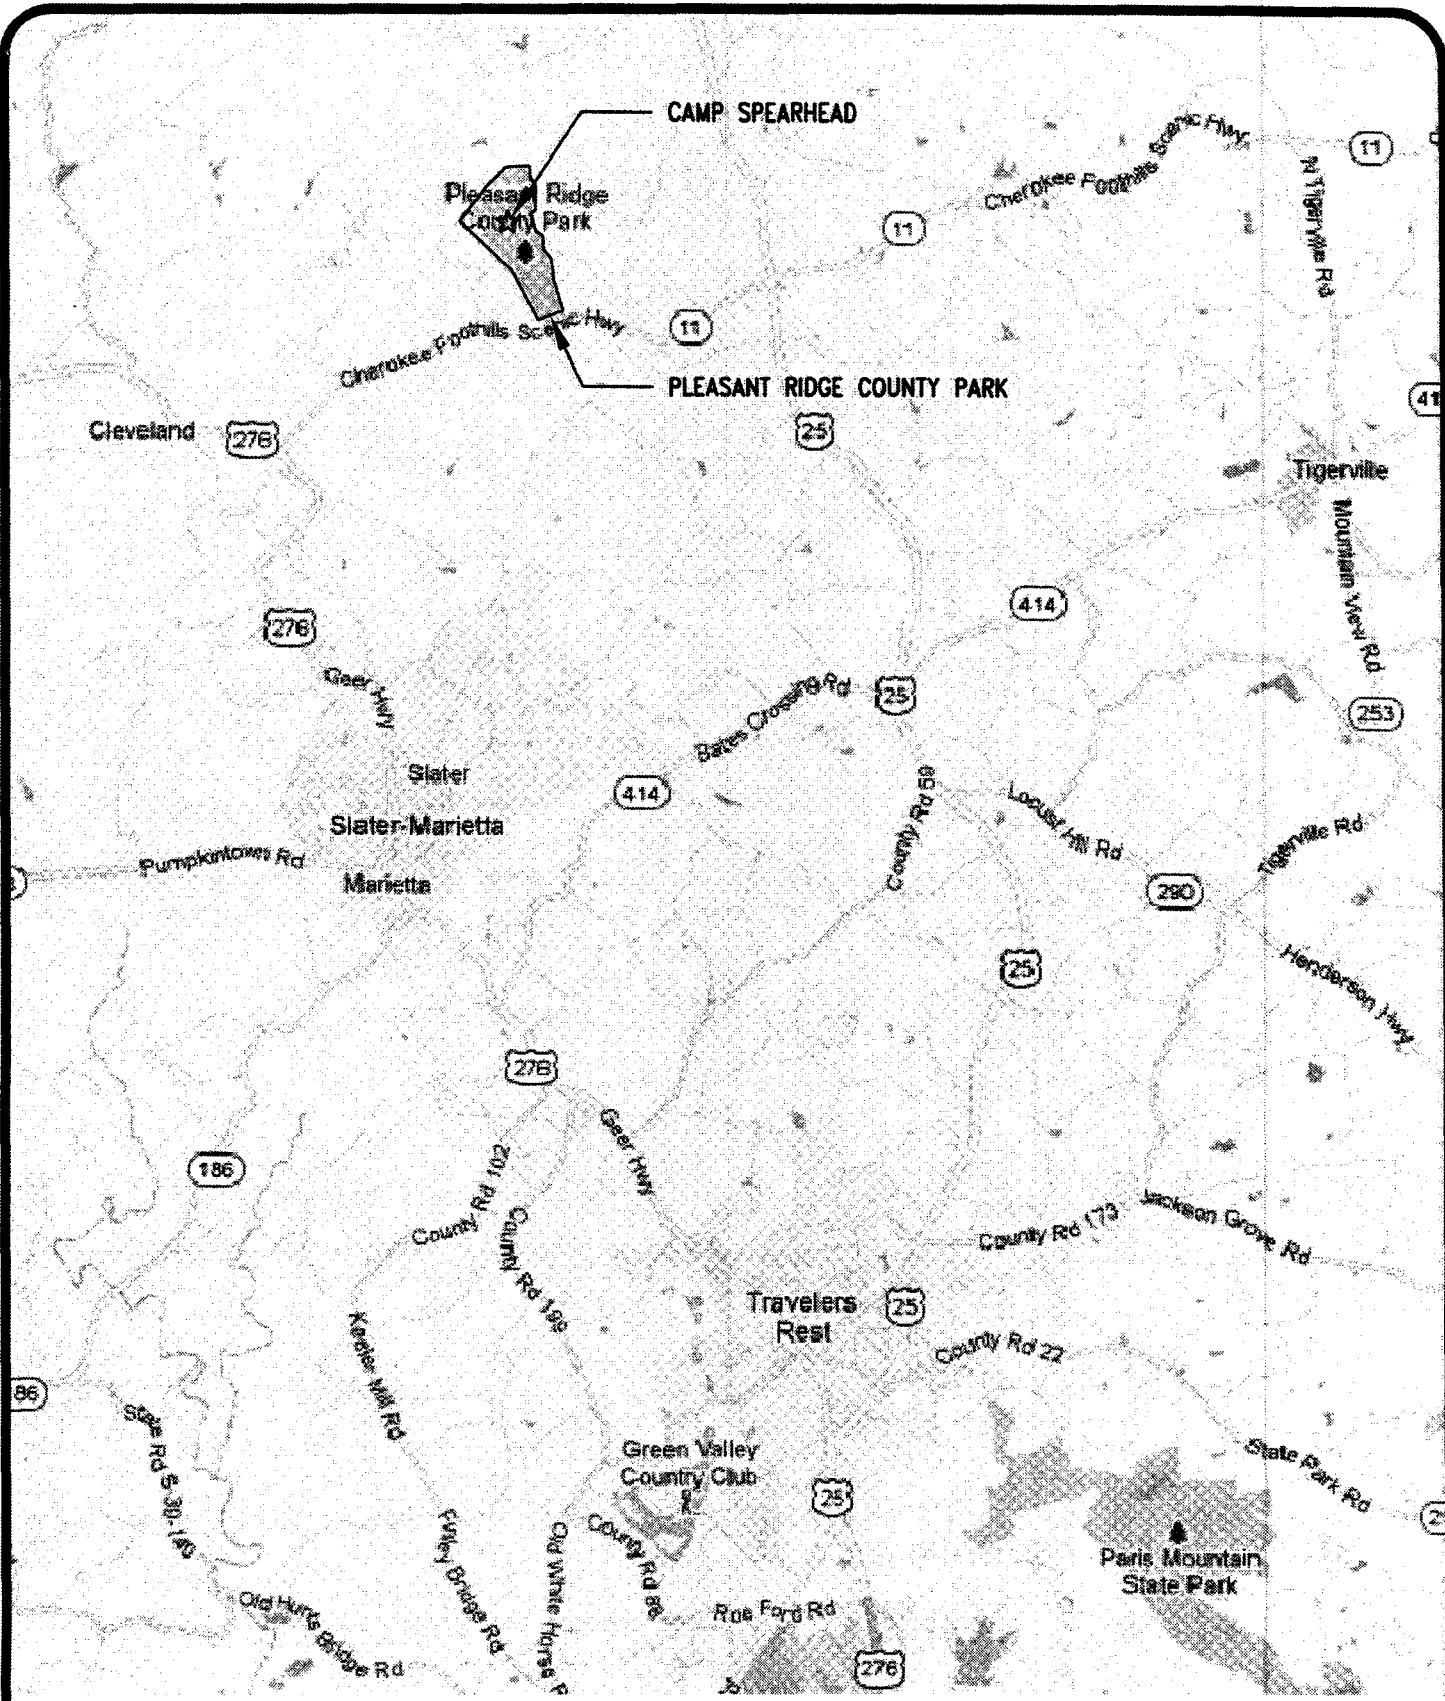 CAMP SPEARHEAD
Cherokee Foothills Scenic Hwy
11
N Tigerville Rd
Pleasant Ridge
County Park
11
Cherokee Foothills Scenic Hwy
11
PLEASANT RIDGE COUNTY PARK
41
Cleveland
276
25
Tigerville
Mountain View Rd
414
276
Geer Hwy
Bates Crossing Rd
25
253
Slater
414
County Rd 59
Locust Hill Rd
Tigerville Rd
Slater-Marietta
Pumpkintown Rd
Marietta
290
Henderson Hwy
25
276
Geer Hwy
186
County Rd 102
County Rd 199
County Rd 173
Jackson Grove Rd
Travelers
Rest
25
County Rd 22
Keeler Mill Rd
86
State Rd S-30-140
Green Valley
Country Club
State Park Rd
25
County Rd 88
Paris Mountain
State Park
Old White Horse
Roe Ford Rd
Old Hunts Bridge Rd
276